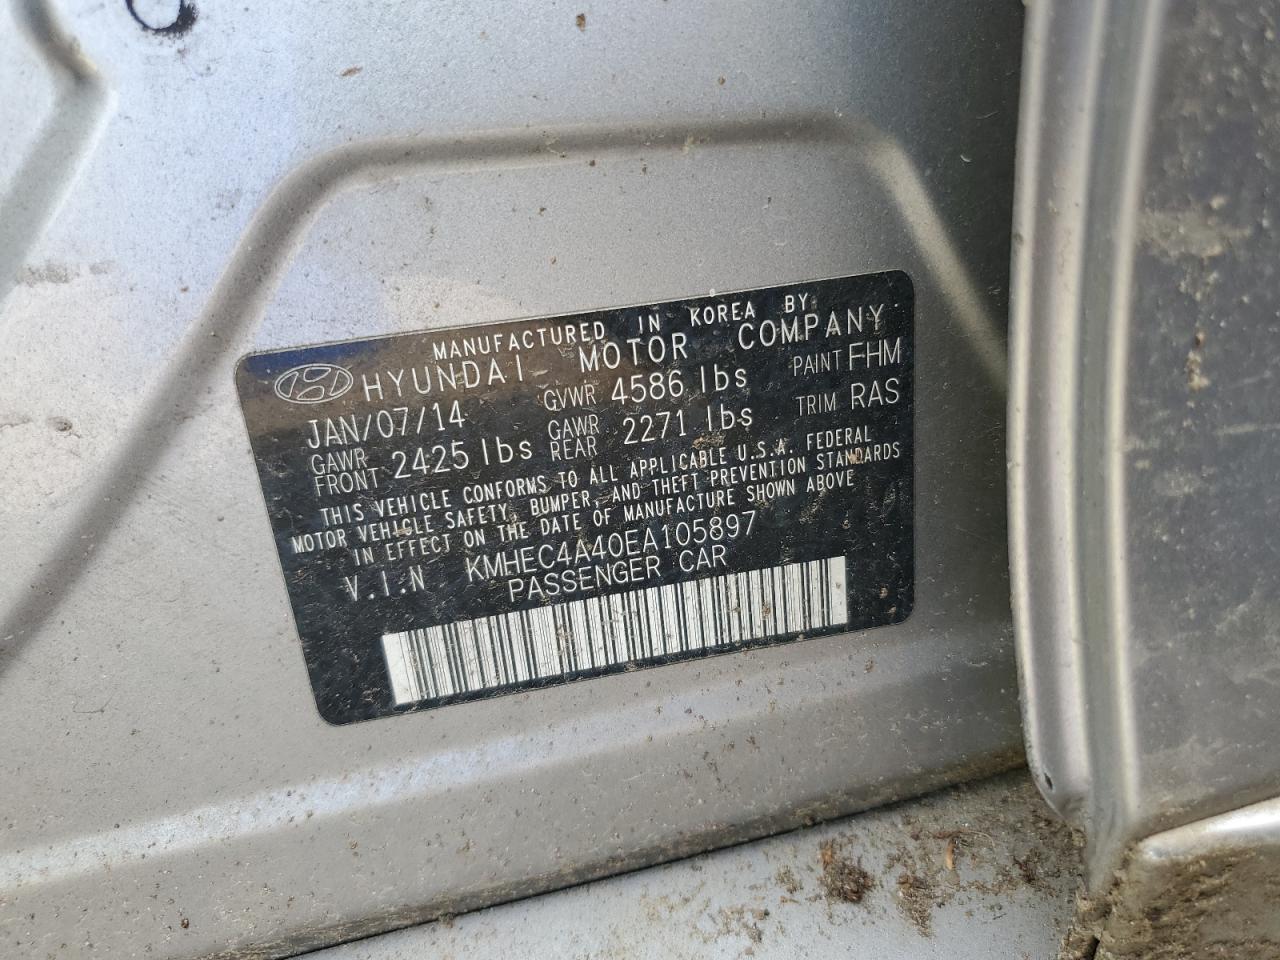 MANUFACTURED IN KOREA BY
HYUNDAI MOTOR COMPANY
JAN/07/14 GVWR 4586 lbs PAINT FHM
GAWR FRONT 2425 lbs GAWR REAR 2271 lbs TRIM RAS
THIS VEHICLE CONFORMS TO ALL APPLICABLE U.S.A. FEDERAL
MOTOR VEHICLE SAFETY, BUMPER, AND THEFT PREVENTION STANDARDS
IN EFFECT ON THE DATE OF MANUFACTURE SHOWN ABOVE
V.I.N KMHEC4A40EA105897
PASSENGER CAR